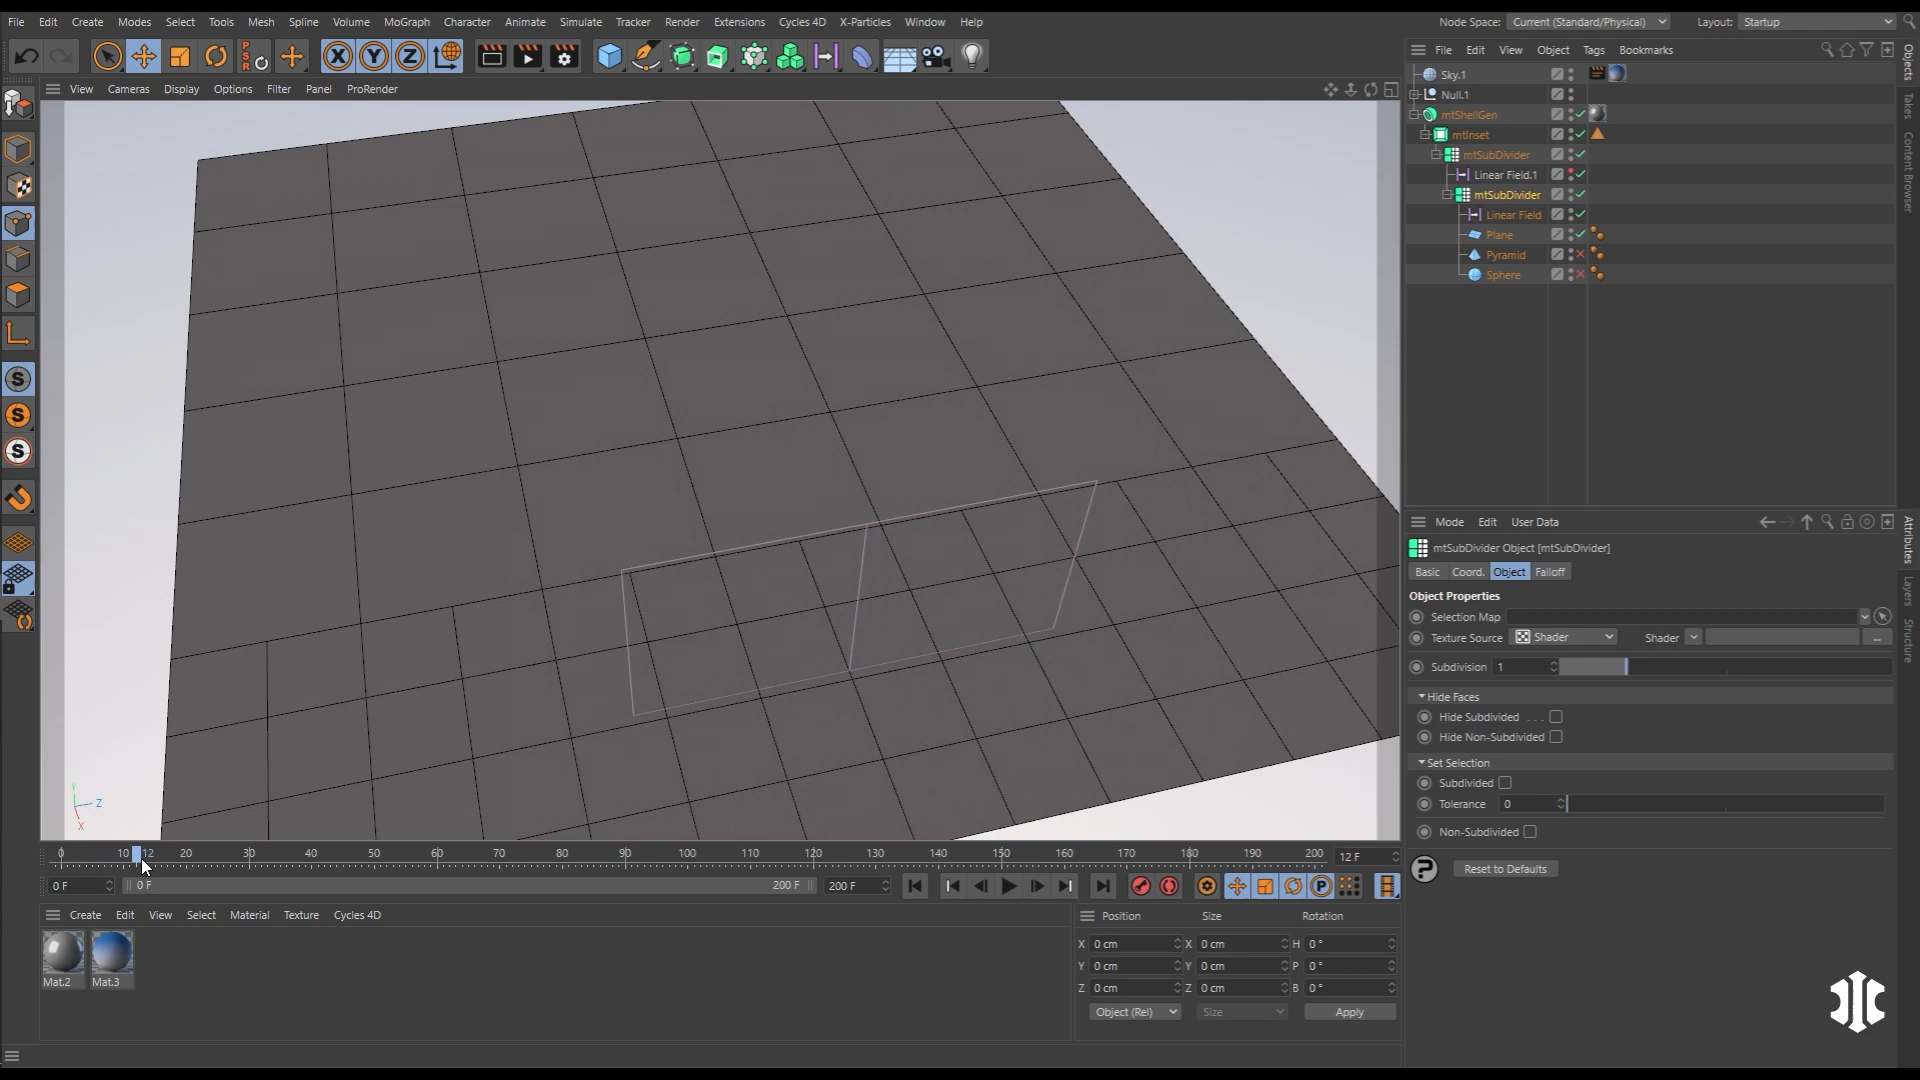 File Edit Create Modes Select Tools Mesh Spline Volume MoGraph Character Animate Simulate Tracker Render Extensions Cycles 4D X-Particles Window Help
Node Space: Current (Standard/Physical) Layout: Startup
PSR X Y Z
View Cameras Display Options Filter Panel ProRender
File Edit View Object Tags Bookmarks
Objects
Takes
Content Browser
Sky.1
Null.1
mtShellGen
mtInset
mtSubDivider
Linear Field.1
mtSubDivider
Linear Field
Plane
Pyramid
Sphere
S
S
S
Mode Edit User Data
Attributes
Layers
Structure
mtSubDivider Object [mtSubDivider]
Basic Coord. Object Falloff
Object Properties
Selection Map
Texture Source Shader Shader ...
Subdivision 1
Hide Faces
Hide Subdivided . . .
Hide Non-Subdivided
Set Selection
Subdivided
Tolerance 0
Non-Subdivided
? Reset to Defaults
Y
Z
X
0 10 12 20 30 40 50 60 70 80 90 100 110 120 130 140 150 160 170 180 190 200 12 F
0 F 0 F 200 F 200 F P
Create Edit View Select Material Texture Cycles 4D
Mat.2 Mat.3
Position Size Rotation
X 0 cm X 0 cm H 0 °
Y 0 cm Y 0 cm P 0 °
Z 0 cm Z 0 cm B 0 °
Object (Rel) Size Apply